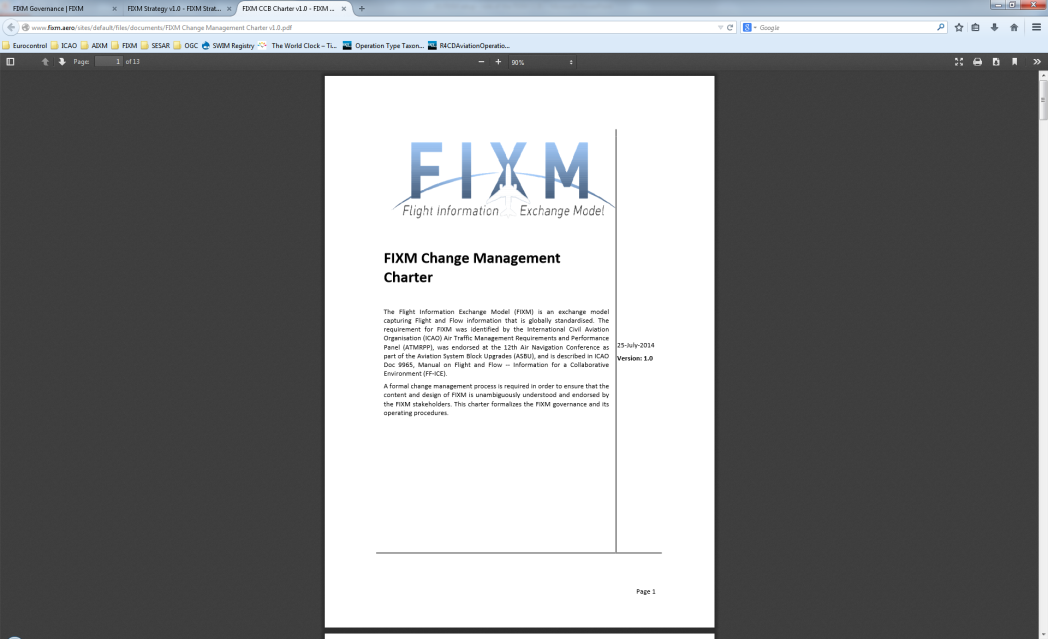 FIXM Governance | FIXM
FIXM Strategy v1.0 - FIXM Strat...
FIXM CCB Charter v1.0 - FIXM ...
www.fixm.aero/sites/default/files/documents/FIXM Change Management Charter v1.0.pdf
Google
Eurocontrol ICAO AIXM FIXM SESAR OGC SWIM Registry The World Clock – Ti... Operation Type Taxon... R4CDAviationOperatio...
Page: 1 of 13
90%
FIXM
Flight Information Exchange Model
FIXM Change Management
Charter
The Flight Information Exchange Model (FIXM) is an exchange model
capturing Flight and Flow information that is globally standardised. The
requirement for FIXM was identified by the International Civil Aviation
Organisation (ICAO) Air Traffic Management Requirements and Performance
Panel (ATMRPP), was endorsed at the 12th Air Navigation Conference as
part of the Aviation System Block Upgrades (ASBU), and is described in ICAO
Doc 9965, Manual on Flight and Flow – Information for a Collaborative
Environment (FF-ICE).
A formal change management process is required in order to ensure that the
content and design of FIXM is unambiguously understood and endorsed by
the FIXM stakeholders. This charter formalizes the FIXM governance and its
operating procedures.
25-July-2014
Version: 1.0
Page 1